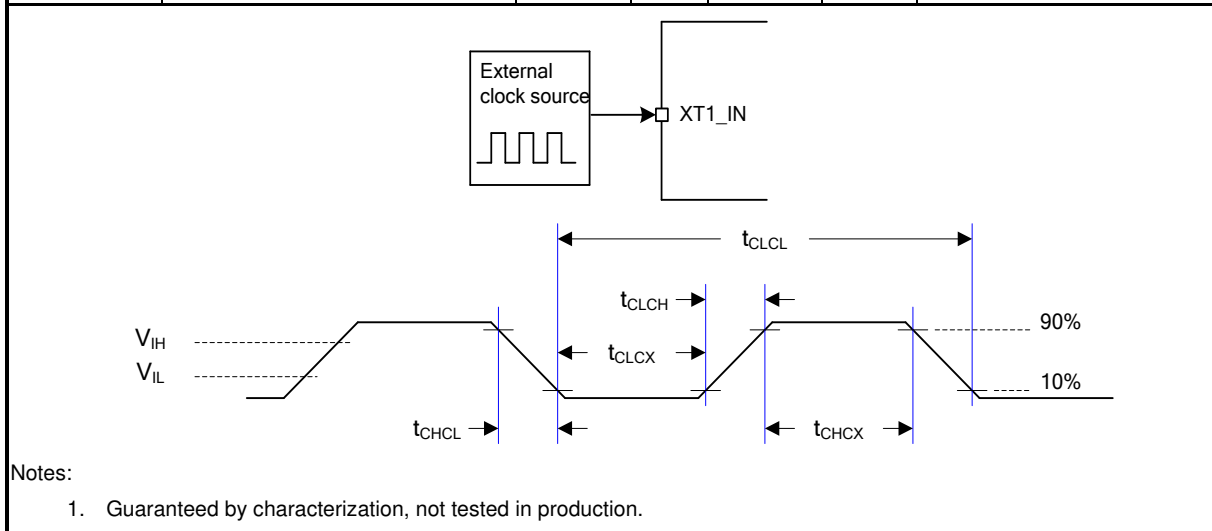 External
clock source
XT1_IN
tCLCL
tCLCH
90%
VIH
tCLCX
VIL
10%
tCHCL
tCHCX
Notes:
1. Guaranteed by characterization, not tested in production.